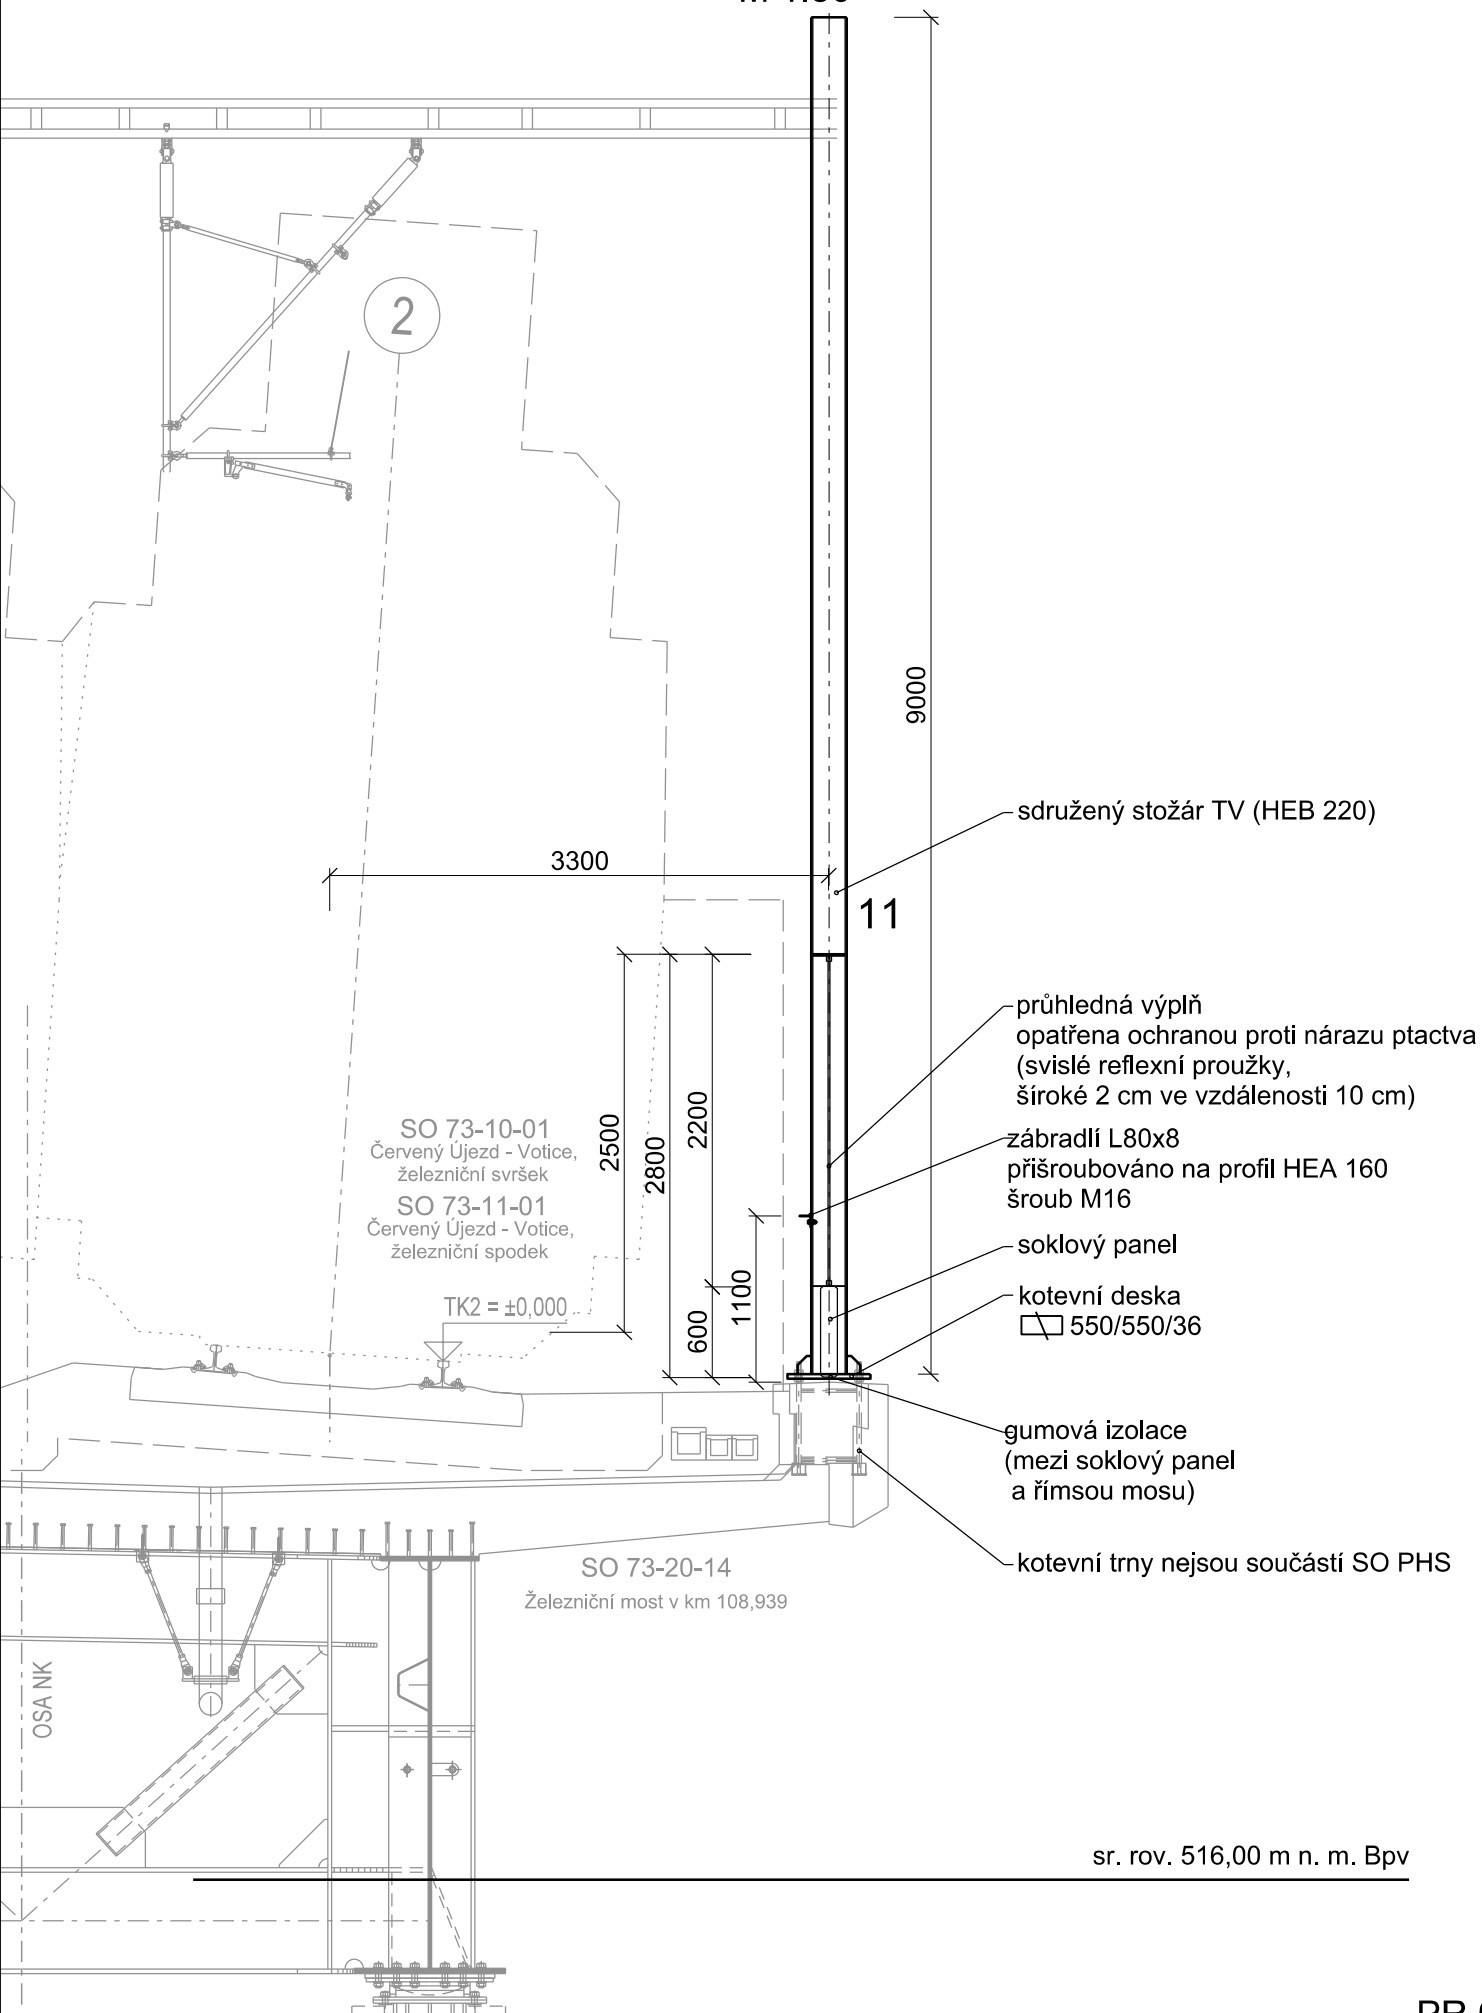 2
9000
sdružený stožár TV (HEB 220)
3300
11
průhledná výplň
opatřena ochranou proti nárazu ptactva
(svislé reflexní proužky,
široké 2 cm ve vzdálenosti 10 cm)
2500
2800
2200
SO 73-10-01
Červený Újezd - Votice,
železniční svršek
SO 73-11-01
Červený Újezd - Votice,
železniční spodek
zábradlí L80x8
přišroubováno na profil HEA 160
šroub M16
soklový panel
TK2 = ±0,000
600
1100
kotevní deska
550/550/36
gumová izolace
(mezi soklový panel
a římsou mosu)
kotevní trny nejsou součástí SO PHS
SO 73-20-14
Železniční most v km 108,939
OSA NK
sr. rov. 516,00 m n. m. Bpv